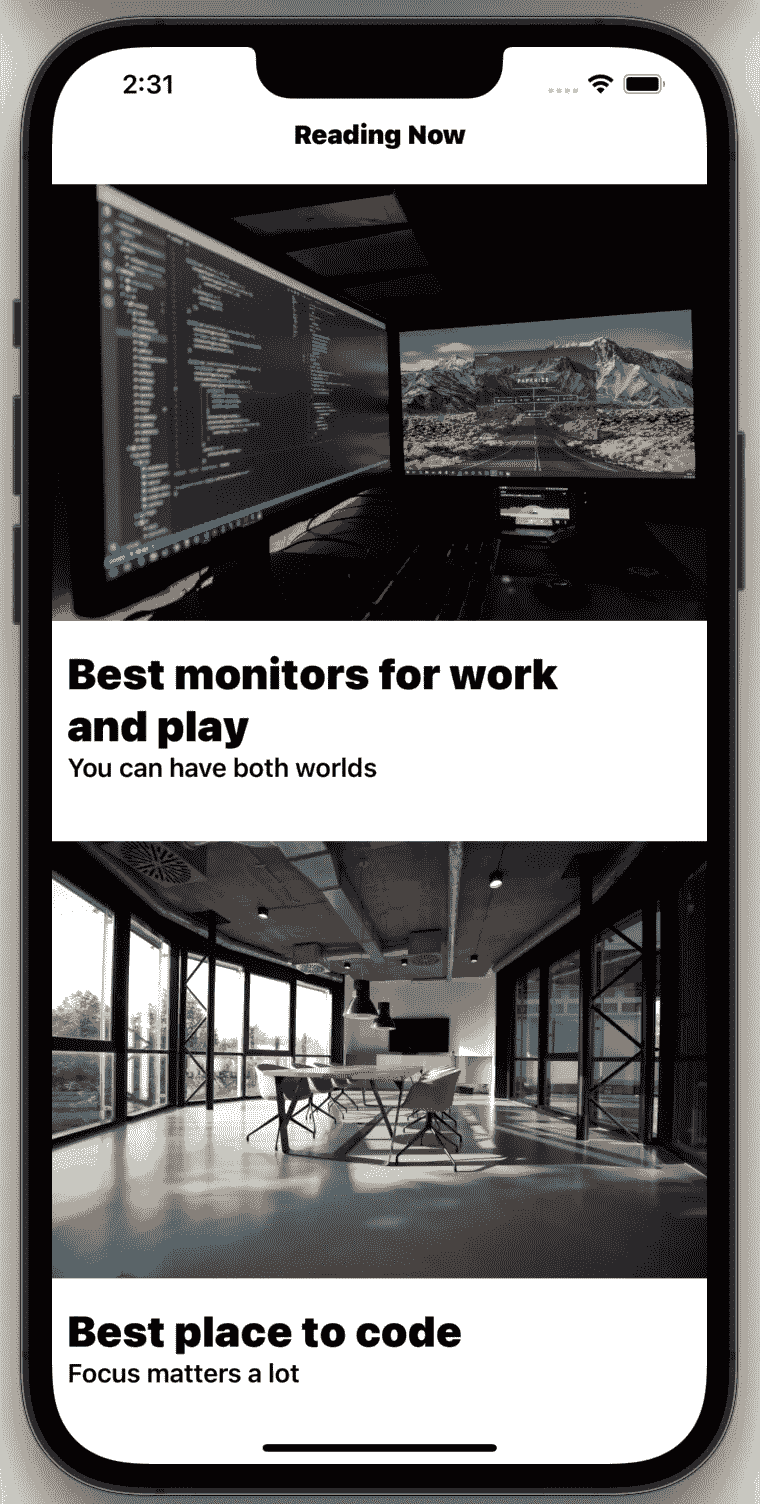 2:31
Reading Now
PAPERIZE
Best monitors for work
and play
You can have both worlds
Best place to code
Focus matters a lot